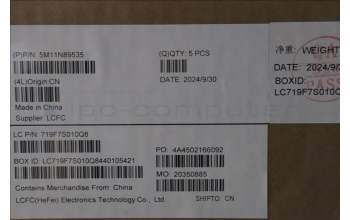 (P)P/N: 5M11N89535
(Q)QTY: 5 PCS
(4L)Origin:CN
DATE: 2024/9/30
Made in China
Supplier: LCFC
净重: WEIGHT
DATE: 2024/9/
BOXID:
LC719F7S010Q
LC P/N: 719F7S010Q8
PO: 4A4502166092
BOX ID: LC719F7S010Q8440105421
MO: 20350885
Contains Merchandise From: China
LCFC(HeFei) Electronics Technology Co., Ltd.
SHIPTO: CN